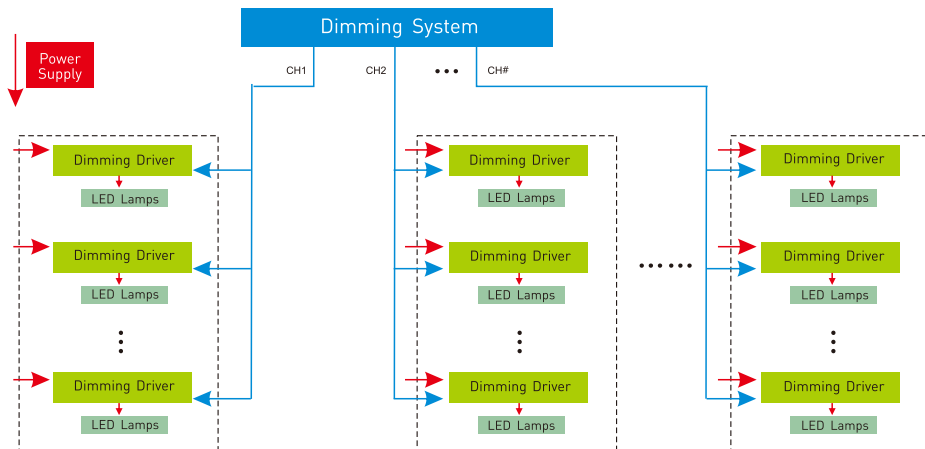 Dimming System
Power
Supply
CH1
CH2
CH#
Dimming Driver
LED Lamps
Dimming Driver
LED Lamps
Dimming Driver
LED Lamps
Dimming Driver
LED Lamps
Dimming Driver
LED Lamps
Dimming Driver
LED Lamps
Dimming Driver
LED Lamps
Dimming Driver
LED Lamps
Dimming Driver
LED Lamps